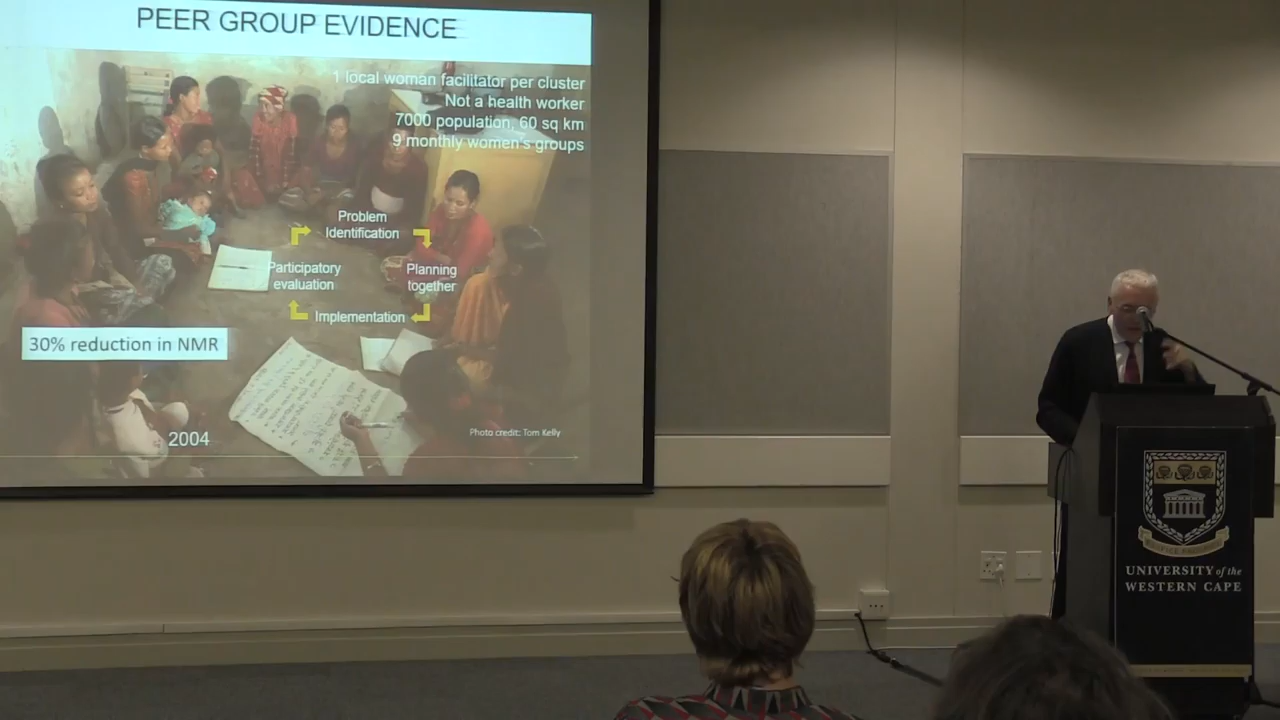 PEER GROUP EVIDENCE
1 local woman facilitator per cluster
Not a health worker
7000 population, 60 sq km
9 monthly women's groups
Problem
Identification
Participatory
evaluation
Planning
together
Implementation
30% reduction in NMR
2004
Photo credit: Tom Kelly
UNIVERSITY of the
WESTERN CAPE